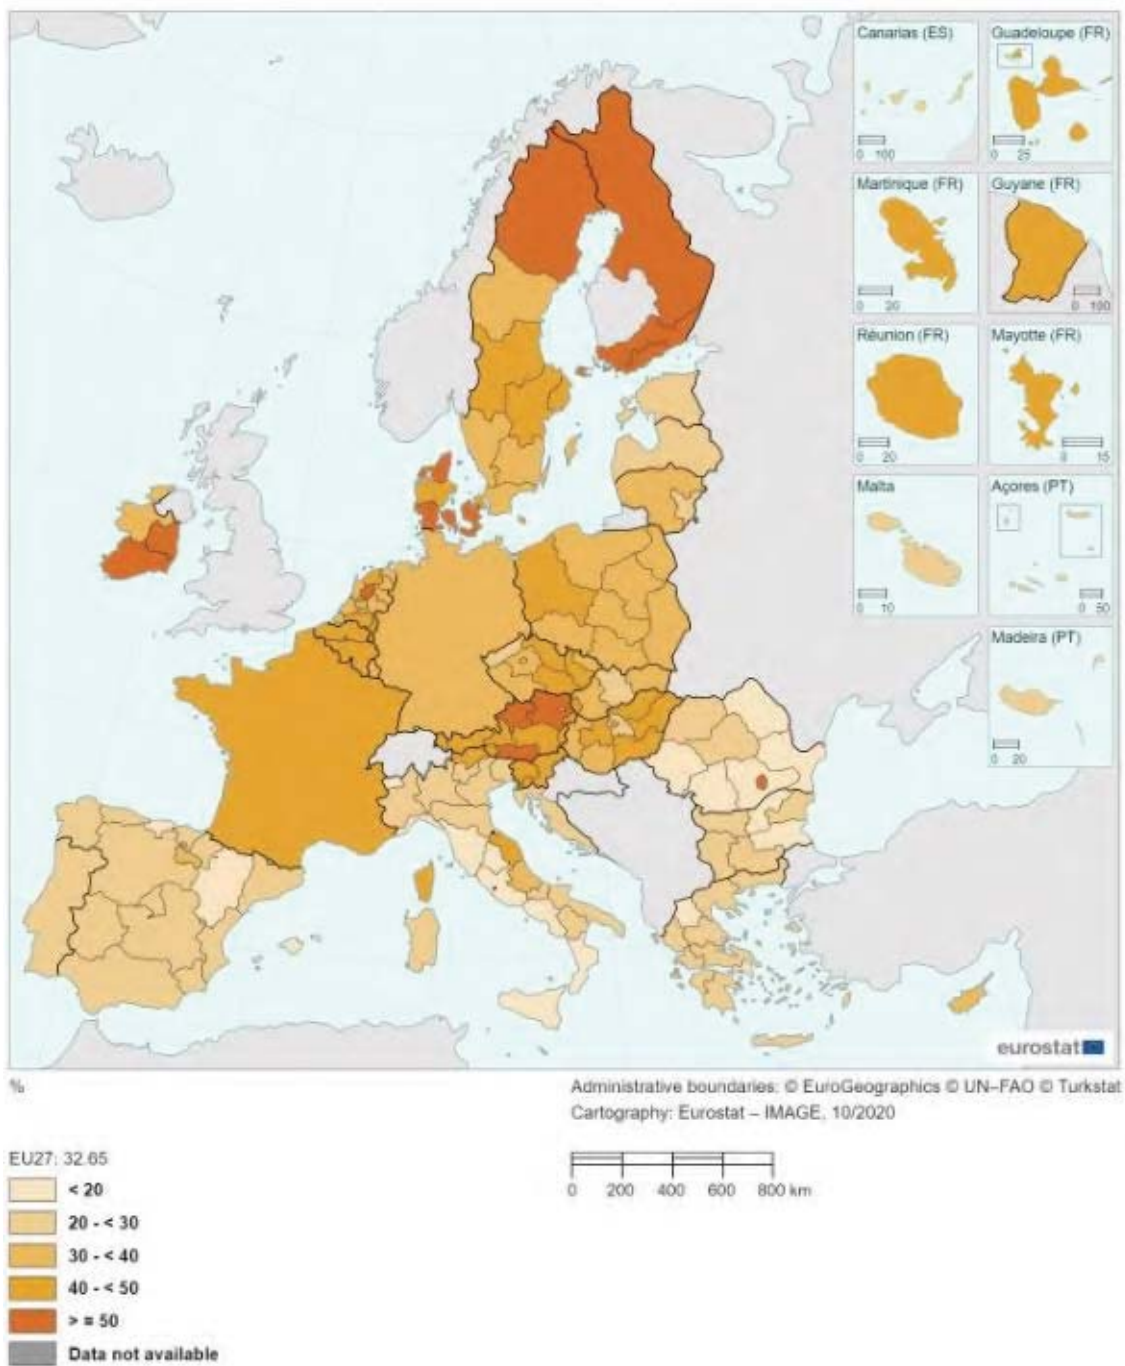 Canarias (ES)
0 100
Guadeloupe (FR)
0 25
Martinique (FR)
0 20
Guyane (FR)
0 100
Réunion (FR)
0 20
Mayotte (FR)
0 15
Malta
0 10
Açores (PT)
0 50
Madeira (PT)
0 20
eurostat
%
Administrative boundaries: © EuroGeographics © UN–FAO © Turkstat
Cartography: Eurostat – IMAGE, 10/2020
EU27: 32.65
0 200 400 600 800 km
< 20
20 - < 30
30 - < 40
40 - < 50
> = 50
Data not available